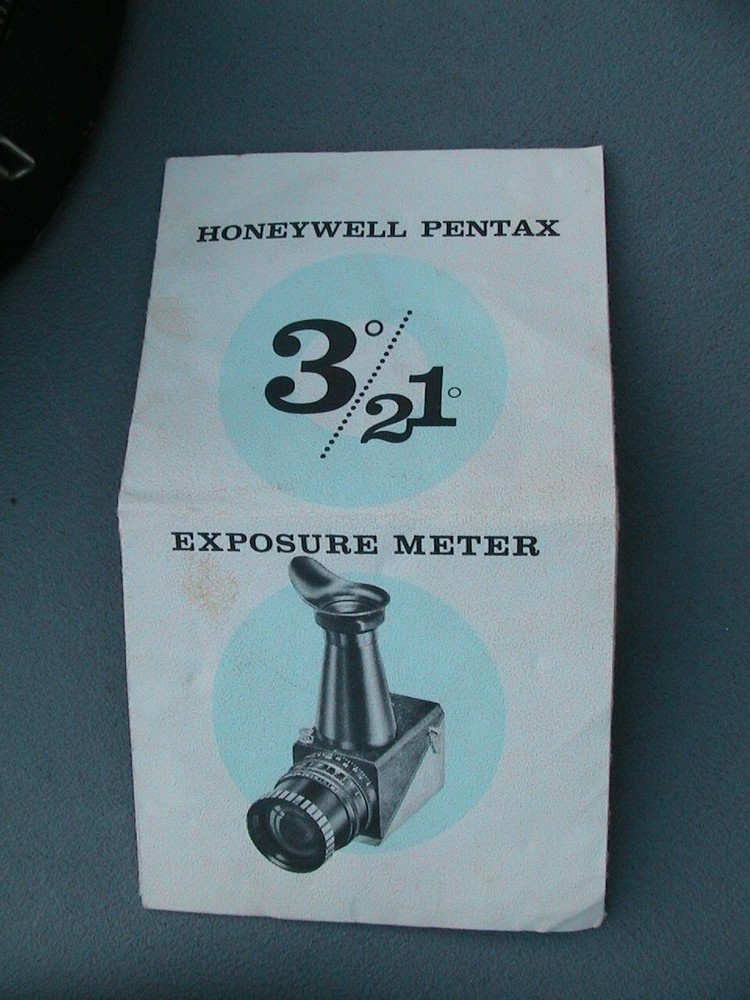 HONEYWELL PENTAX
3°/21°
EXPOSURE METER